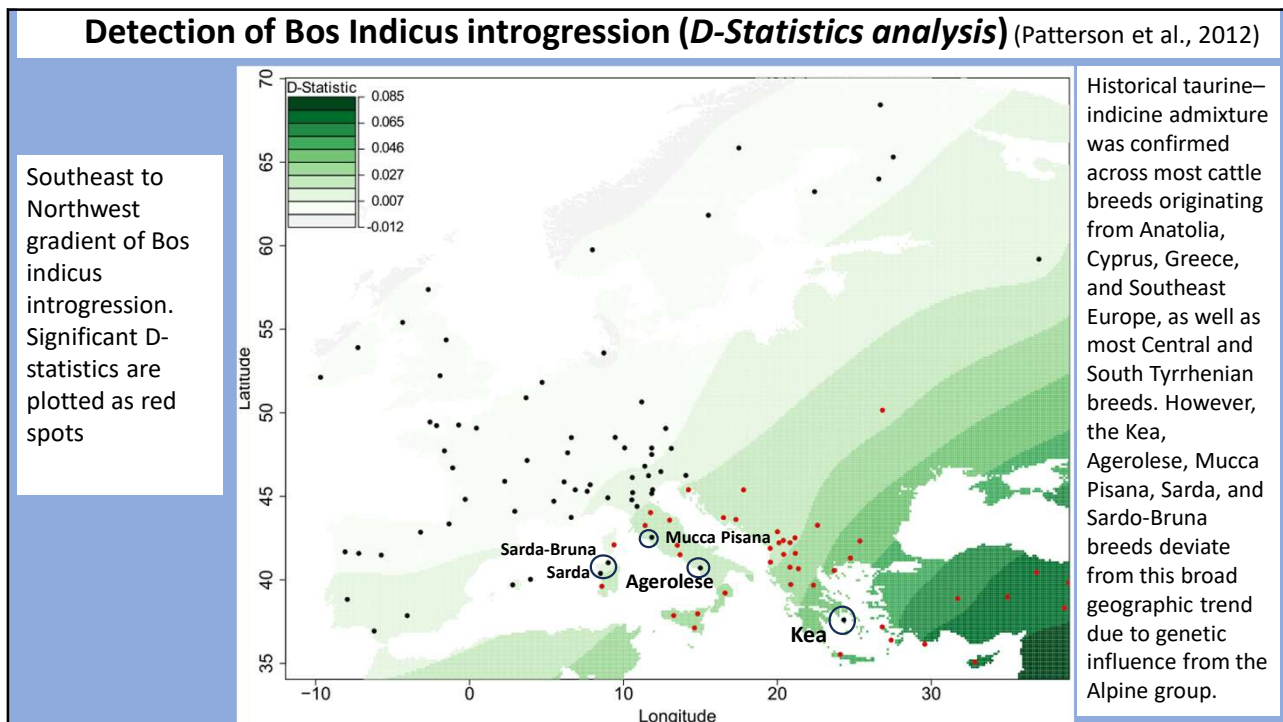 Detection of Bos Indicus introgression (D-Statistics analysis) (Patterson et al., 2012)
Southeast to
Northwest
gradient of Bos
indicus
introgression.
Significant D-
statistics are
plotted as red
spots
D-Statistic
0.085
0.065
0.046
0.027
0.007
-0.012
70
65
60
55
50
45
40
35
Latitude
Sarda-Bruna
Sarda
Mucca Pisana
Agerolese
Kea
−10
0
10
20
30
Longitude
Historical taurine–
indicine admixture
was confirmed
across most cattle
breeds originating
from Anatolia,
Cyprus, Greece,
and Southeast
Europe, as well as
most Central and
South Tyrrhenian
breeds. However,
the Kea,
Agerolese, Mucca
Pisana, Sarda, and
Sardo-Bruna
breeds deviate
from this broad
geographic trend
due to genetic
influence from the
Alpine group.